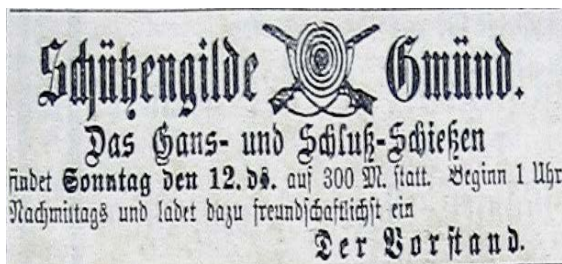 Schützengilde Gmünd.
Das Gans- und Schluß-Schießen
findet Sonntag den 12. ds. auf 300 M. statt. Beginn 1 Uhr
Nachmittags und ladet dazu freundschaftlichst ein
Der Vorstand.